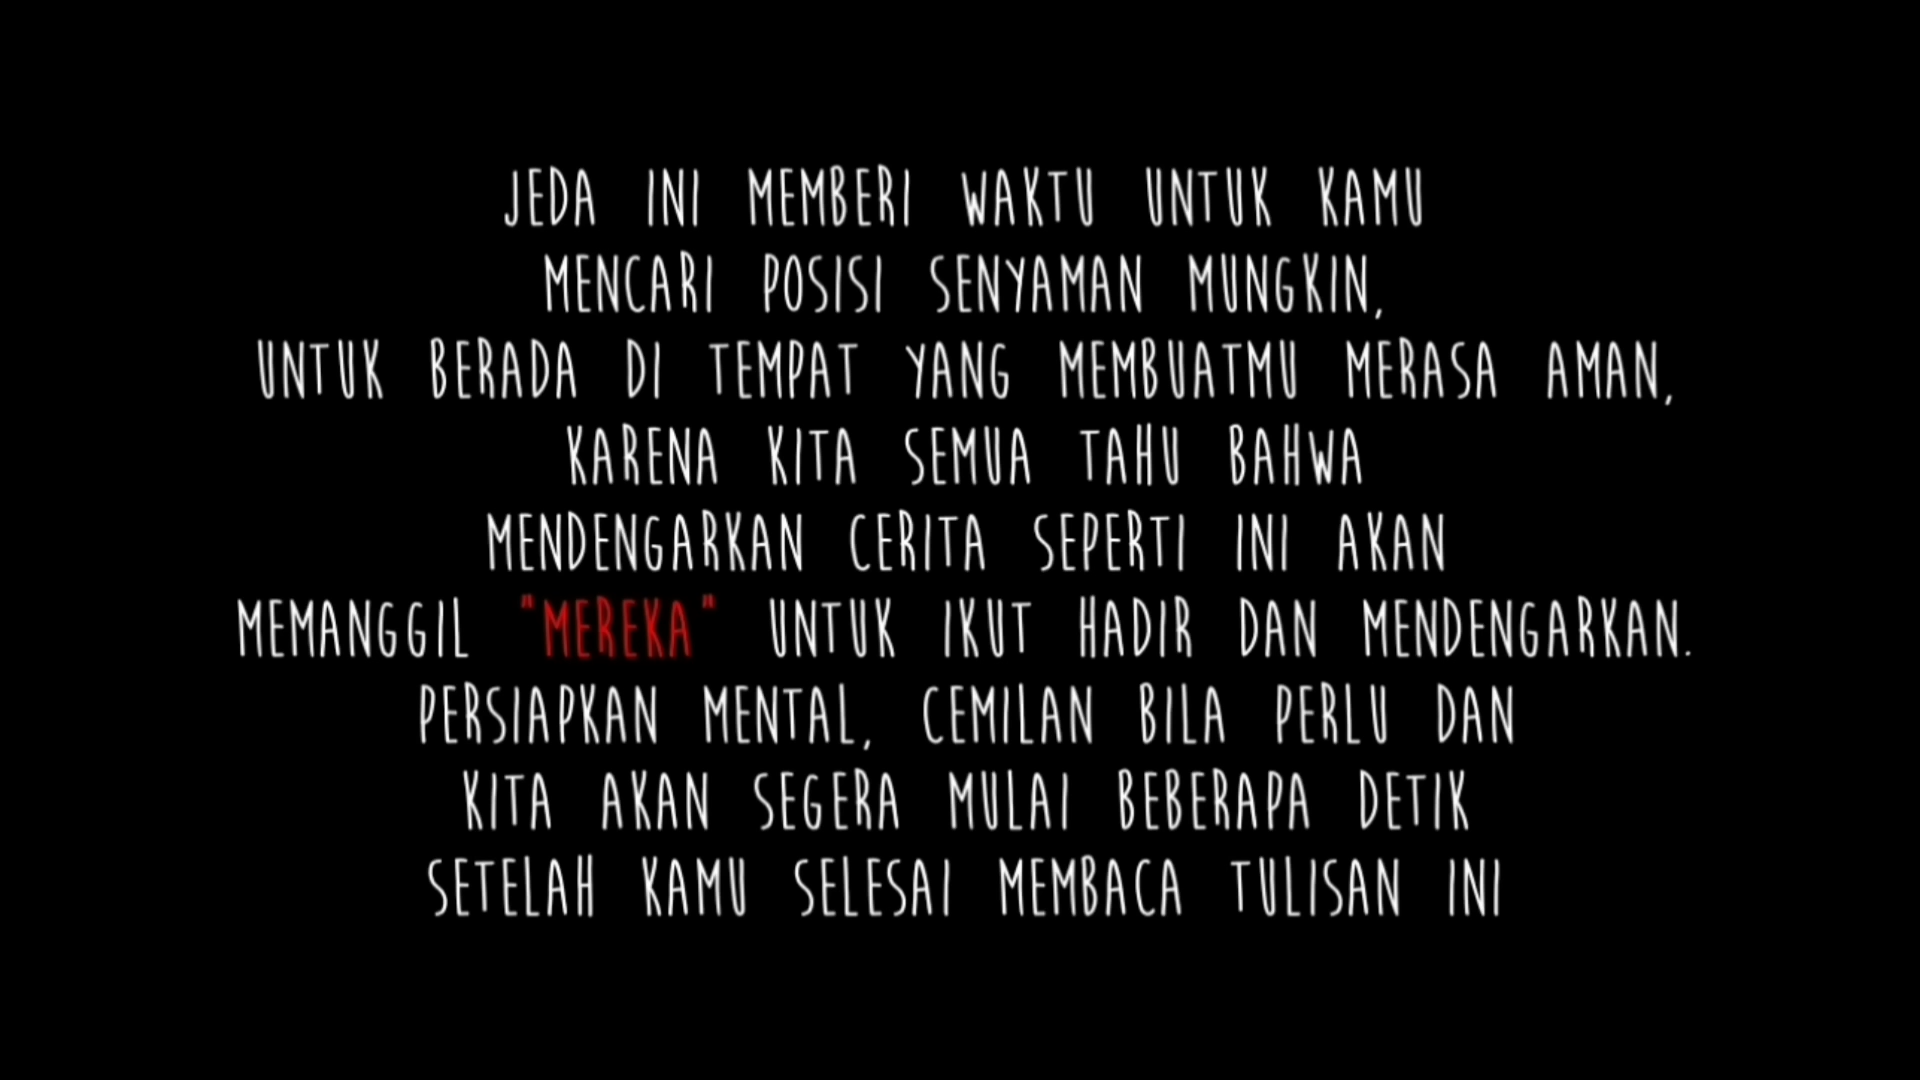 JEDA INI MEMBERI WAKTU UNTUK KAMU
MENCARI POSISI SENYAMAN MUNGKIN,
UNTUK BERADA DI TEMPAT YANG MEMBUATMU MERASA AMAN,
KARENA KITA SEMUA TAHU BAHWA
MENDENGARKAN CERITA SEPERTI INI AKAN
MEMANGGIL "MEREKA" UNTUK IKUT HADIR DAN MENDENGARKAN.
PERSIAPKAN MENTAL, CEMILAN BILA PERLU DAN
KITA AKAN SEGERA MULAI BEBERAPA DETIK
SETELAH KAMU SELESAI MEMBACA TULISAN INI